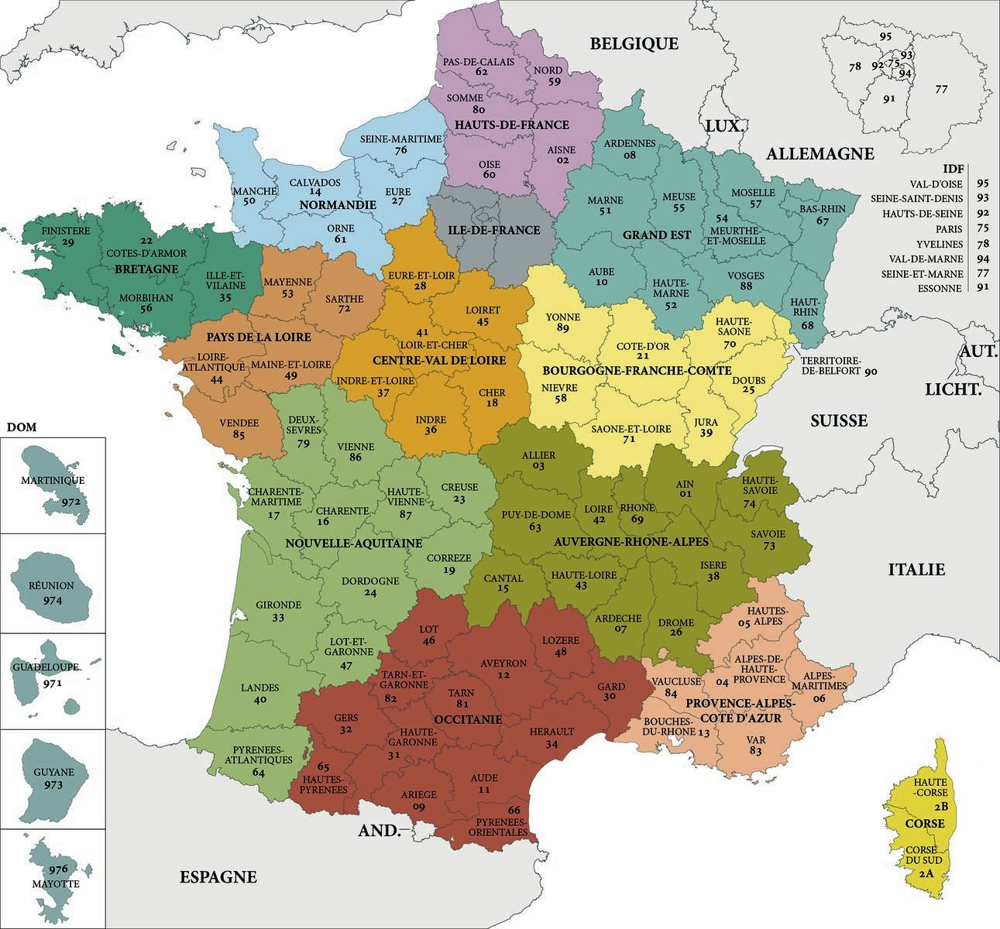 BELGIQUE
LUX.
ALLEMAGNE
AUT.
LICHT.
SUISSE
ITALIE
ESPAGNE
AND.
95
78
92
75
93
94
91
77
IDF
VAL-D'OISE 95
SEINE-SAINT-DENIS 93
HAUTS-DE-SEINE 92
PARIS 75
YVELINES 78
VAL-DE-MARNE 94
SEINE-ET-MARNE 77
ESSONNE 91
PAS-DE-CALAIS
62
NORD
59
SOMME
80
HAUTS-DE-FRANCE
AISNE
02
OISE
60
SEINE-MARITIME
76
MANCHE
50
CALVADOS
14
NORMANDIE
EURE
27
ORNE
61
ILE-DE-FRANCE
ARDENNES
08
MARNE
51
MEUSE
55
MOSELLE
57
54
MEURTHE-
ET-MOSELLE
BAS-RHIN
67
GRAND EST
AUBE
10
HAUTE-
MARNE
52
VOSGES
88
HAUT-
RHIN
68
FINISTERE
29
22
COTES-D'ARMOR
BRETAGNE
ILLE-ET-
VILAINE
35
MORBIHAN
56
MAYENNE
53
SARTHE
72
PAYS DE LA LOIRE
LOIRE-
ATLANTIQUE
44
MAINE-ET-LOIRE
49
VENDEE
85
EURE-ET-LOIR
28
LOIRET
45
41
LOIR-ET-CHER
CENTRE-VAL DE LOIRE
INDRE-ET-LOIRE
37
CHER
18
INDRE
36
YONNE
89
COTE-D'OR
21
HAUTE-
SAONE
70
BOURGOGNE-FRANCHE-COMTE
NIEVRE
58
DOUBS
25
SAONE-ET-LOIRE
71
JURA
39
TERRITOIRE-
DE-BELFORT 90
DEUX-
SEVRES
79
VIENNE
86
CHARENTE-
MARITIME
17
CHARENTE
16
HAUTE-
VIENNE
87
CREUSE
23
NOUVELLE-AQUITAINE
CORREZE
19
DORDOGNE
24
GIRONDE
33
LOT-ET-
GARONNE
47
LANDES
40
PYRENEES-
ATLANTIQUES
64
ALLIER
03
PUY-DE-DOME
63
LOIRE
42
RHONE
69
AIN
01
HAUTE-
SAVOIE
74
SAVOIE
73
AUVERGNE-RHONE-ALPES
ISERE
38
CANTAL
15
HAUTE-LOIRE
43
ARDECHE
07
DROME
26
LOT
46
AVEYRON
12
LOZERE
48
TARN-ET-
GARONNE
82
TARN
81
GARD
30
OCCITANIE
GERS
32
HAUTE-
GARONNE
31
HERAULT
34
65
HAUTES-
PYRENEES
ARIEGE
09
AUDE
11
66
PYRENEES-
ORIENTALES
HAUTES-
05 ALPES
ALPES-DE-
HAUTE-
04 PROVENCE
ALPES-
MARITIMES
06
VAUCLUSE
84
PROVENCE-ALPES-
COTE D'AZUR
BOUCHES-
DU-RHONE 13
VAR
83
HAUTE
-CORSE
2B
CORSE
CORSE
DU SUD
2A
DOM
MARTINIQUE
972
RÉUNION
974
GUADELOUPE
971
GUYANE
973
976
MAYOTTE